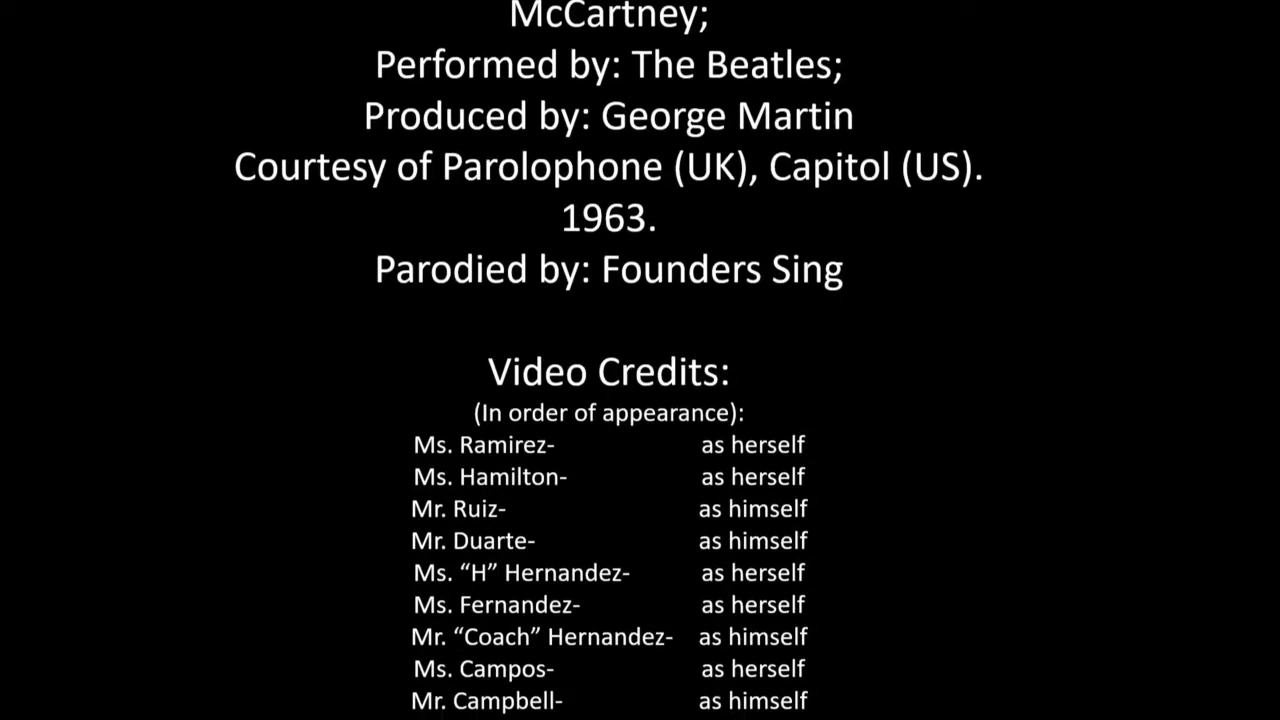 McCartney;
Performed by: The Beatles;
Produced by: George Martin
Courtesy of Parolophone (UK), Capitol (US).
1963.
Parodied by: Founders Sing
Video Credits:
(In order of appearance):
Ms. Ramirez- as herself
Ms. Hamilton- as herself
Mr. Ruiz- as himself
Mr. Duarte- as himself
Ms. “H” Hernandez- as herself
Ms. Fernandez- as herself
Mr. “Coach” Hernandez- as himself
Ms. Campos- as herself
Mr. Campbell- as himself